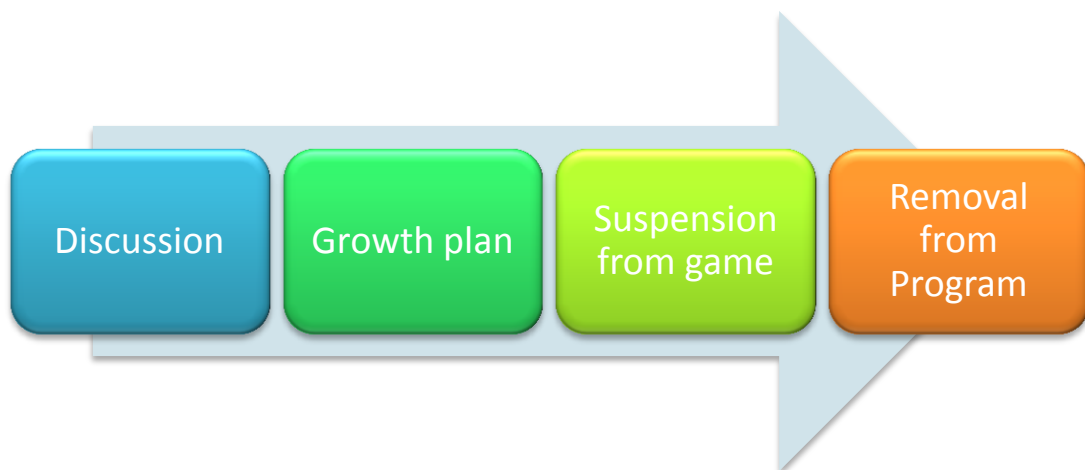 Discussion
Growth plan
Suspension
from game
Removal
from
Program